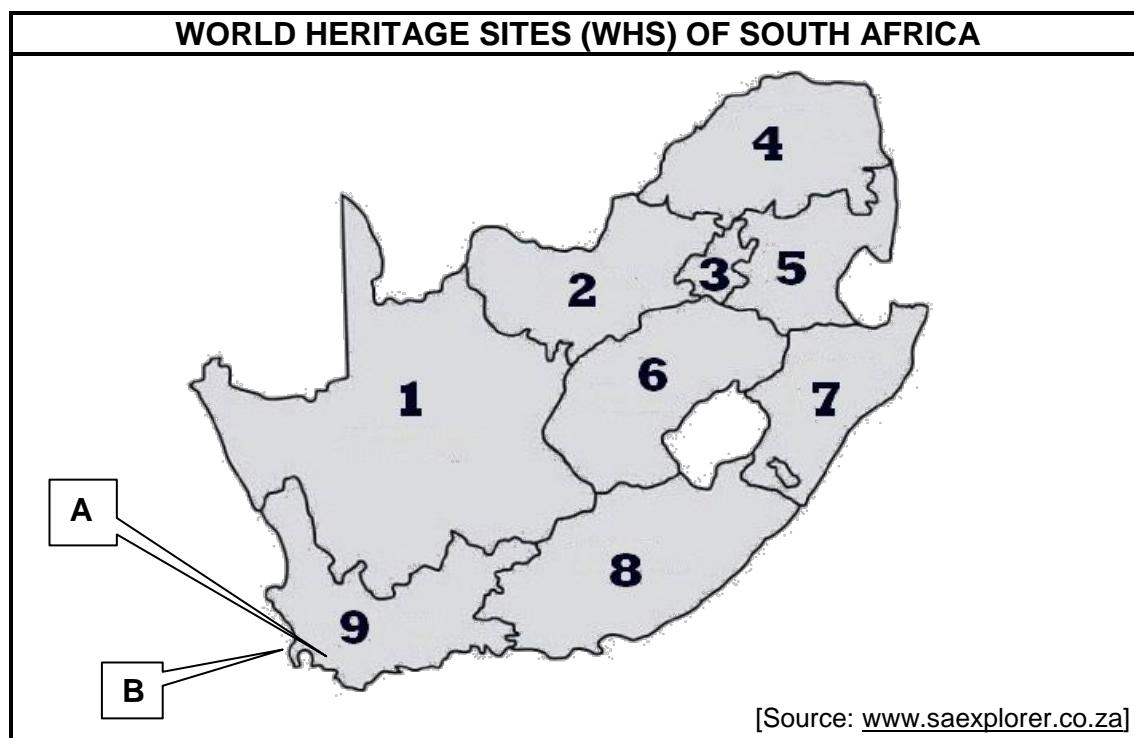 WORLD HERITAGE SITES (WHS) OF SOUTH AFRICA
4
3
5
2
6
1
7
A
8
9
B
[Source: www.saexplorer.co.za]